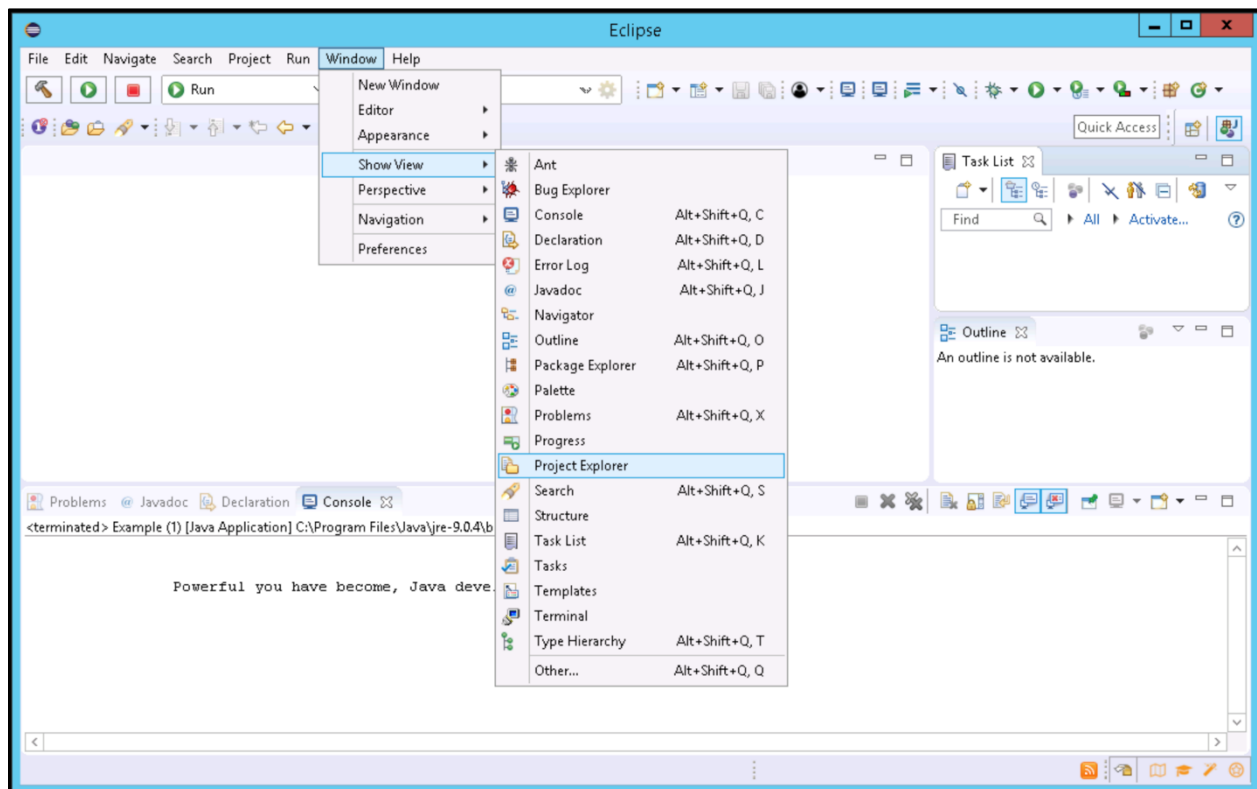 Eclipse
File Edit Navigate Search Project Run Window Help
Run
New Window
Editor
Appearance
Show View
Perspective
Navigation
Preferences
Quick Access
Ant
Bug Explorer
Console Alt+Shift+Q, C
Declaration Alt+Shift+Q, D
Error Log Alt+Shift+Q, L
Javadoc Alt+Shift+Q, J
Navigator
Outline Alt+Shift+Q, O
Package Explorer Alt+Shift+Q, P
Palette
Problems Alt+Shift+Q, X
Progress
Project Explorer
Search Alt+Shift+Q, S
Structure
Task List Alt+Shift+Q, K
Tasks
Templates
Terminal
Type Hierarchy Alt+Shift+Q, T
Other... Alt+Shift+Q, Q
Task List
Find All Activate...
Outline
An outline is not available.
Problems Javadoc Declaration Console
<terminated> Example (1) [Java Application] C:\Program Files\Java\jre-9.0.4\b
Powerful you have become, Java deve